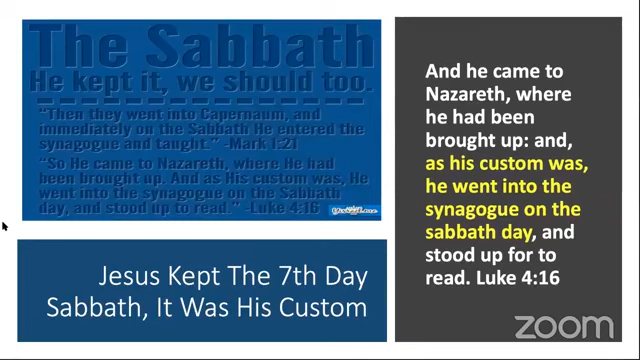 The Sabbath
He kept it, we should too.
"Then they went into Capernaum, and
immediately on the Sabbath He entered the
synagogue and taught." -Mark 1:21
"So He came to Nazareth, where He had
been brought up. And as His custom was, He
went into the synagogue on the Sabbath
day, and stood up to read." -Luke 4:16
Jesus Kept The 7th Day
Sabbath, It Was His Custom
And he came to
Nazareth, where
he had been
brought up: and,
as his custom was,
he went into the
synagogue on the
sabbath day, and
stood up for to
read. Luke 4:16
zoom